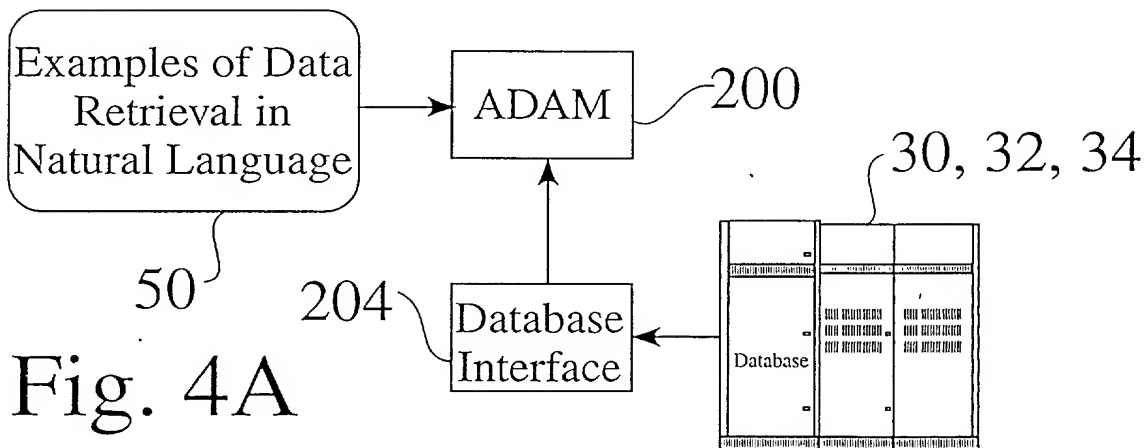 Examples of Data
Retrieval in
Natural Language
50
ADAM
200
30, 32, 34
204
Database
Interface
Database
Fig. 4A